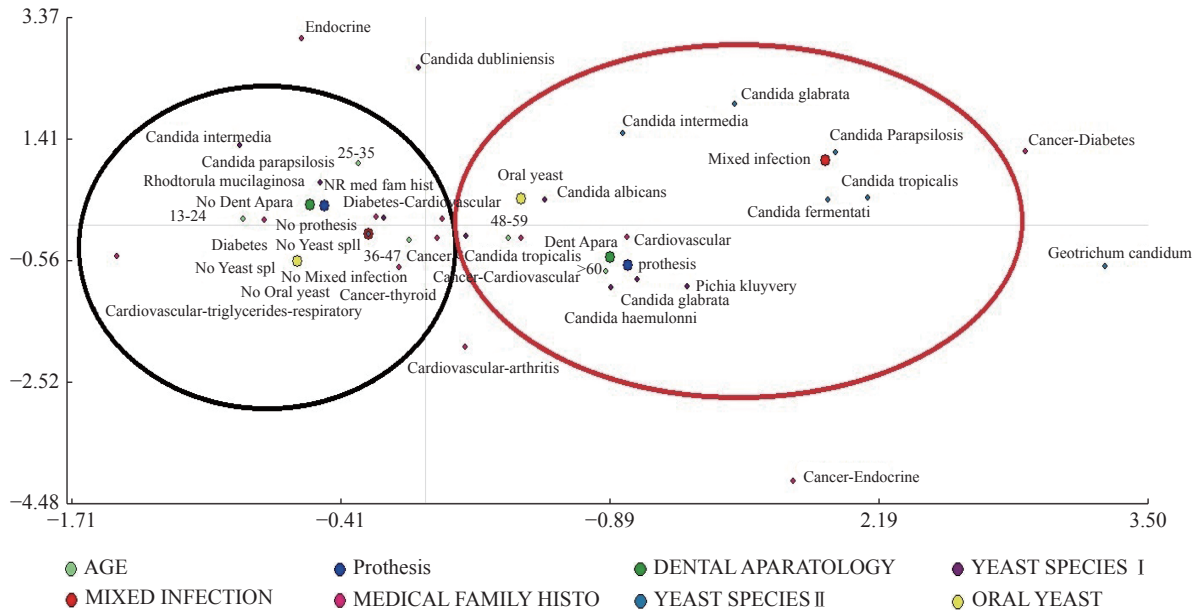 3.37
Endocrine
Candida dubliniensis
Candida glabrata
Candida intermedia
1.41
Candida intermedia
Candida Parapsilosis
Cancer-Diabetes
Candida parapsilosis
25-35
Mixed infection
Rhodtorula mucilaginosa
NR med fam hist
Oral yeast
Candida tropicalis
No Dent Apara
Diabetes-Cardiovascular
Candida albicans
13-24
No prothesis
48-59
Candida fermentati
Diabetes
No Yeast spll
Dent Apara
Cardiovascular
36-47
Cancer
Candida tropicalis
Geotrichum candidum
−0.56
No Yeast spl
No Mixed infection
Cancer-Cardiovascular
>60
prothesis
No Oral yeast
Cancer-thyroid
Pichia kluyvery
Candida glabrata
Cardiovascular-triglycerides-respiratory
Candida haemulonni
Cardiovascular-arthritis
−2.52
Cancer-Endocrine
−4.48
−1.71
−0.41
−0.89
2.19
3.50
AGE
Prothesis
DENTAL APARATOLOGY
YEAST SPECIES I
MIXED INFECTION
MEDICAL FAMILY HISTO
YEAST SPECIES II
ORAL YEAST